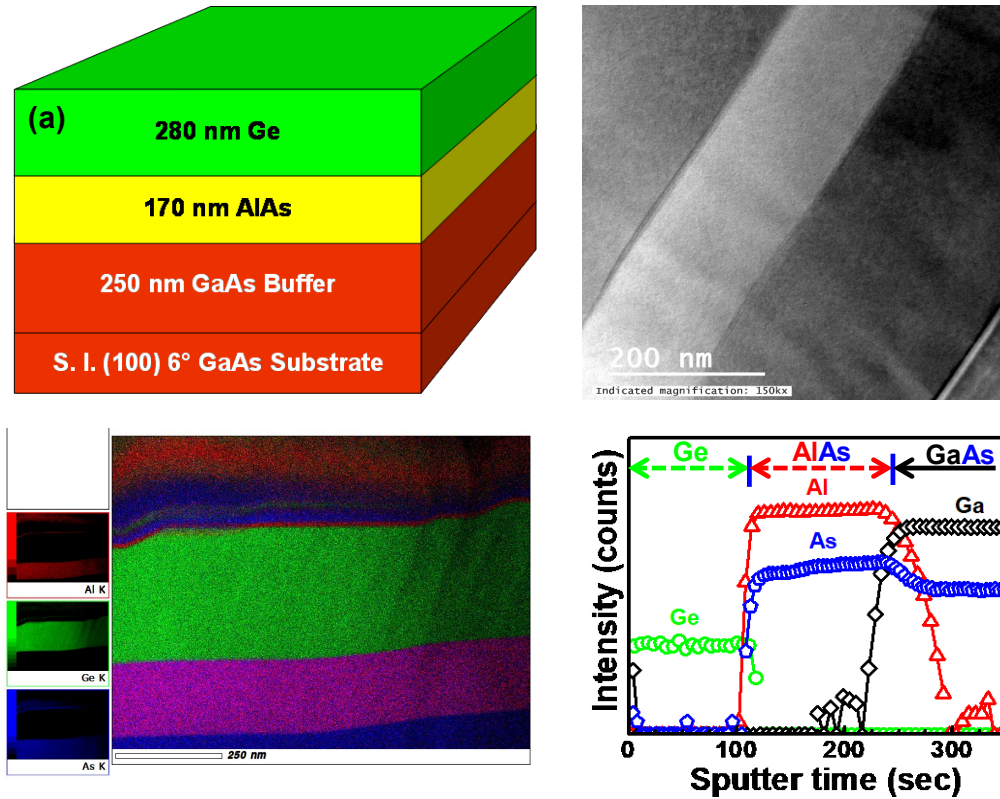 (a)
280 nm Ge
170 nm AlAs
250 nm GaAs Buffer
S. I. (100) 6° GaAs Substrate
200 nm
Indicated magnification: 150kx
Al K
Ge K
As K
250 nm
Ge AlAs GaAs
Al
Ga
As
Ge
Intensity (counts)
0 100 200 300
Sputter time (sec)